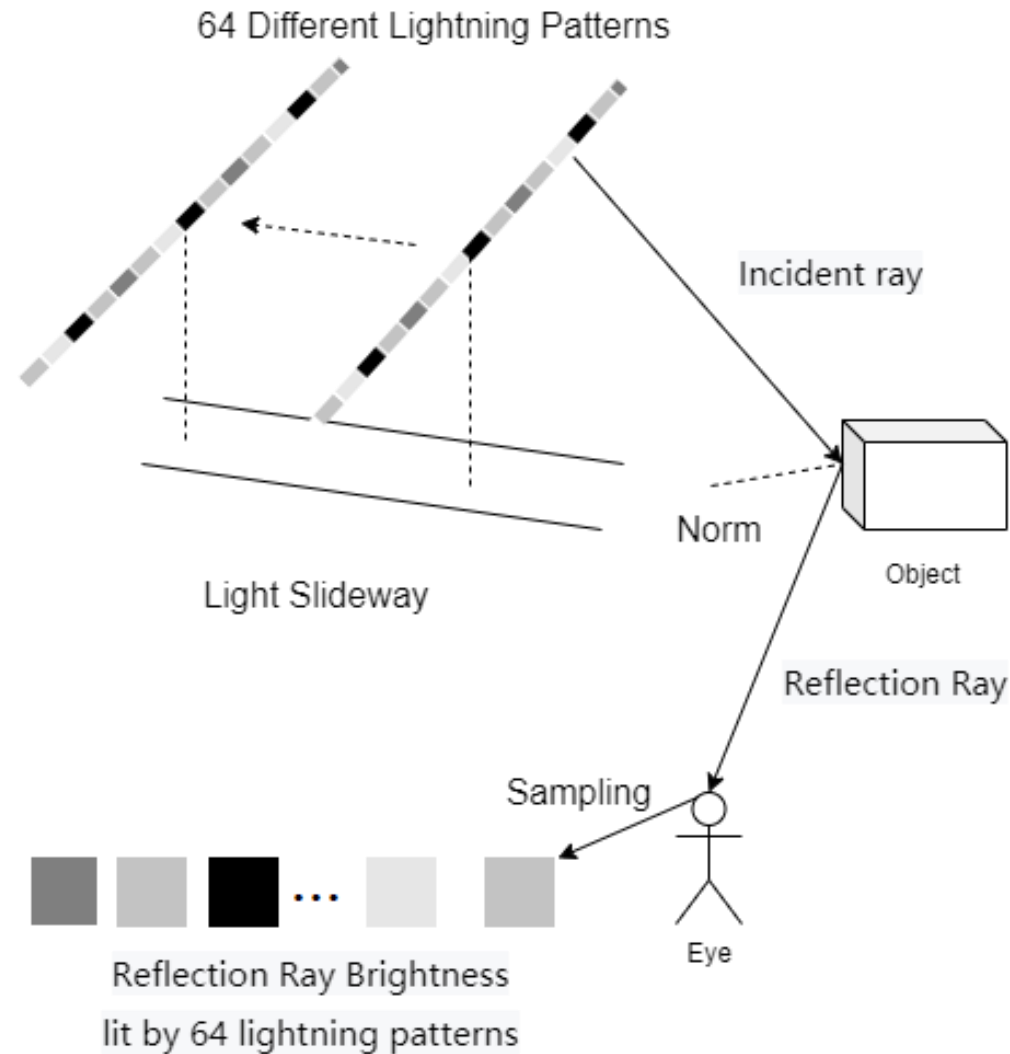 64 Different Lightning Patterns
Incident ray
Norm
Object
Light Slideway
Reflection Ray
Sampling
...
Eye
Reflection Ray Brightness
lit by 64 lightning patterns